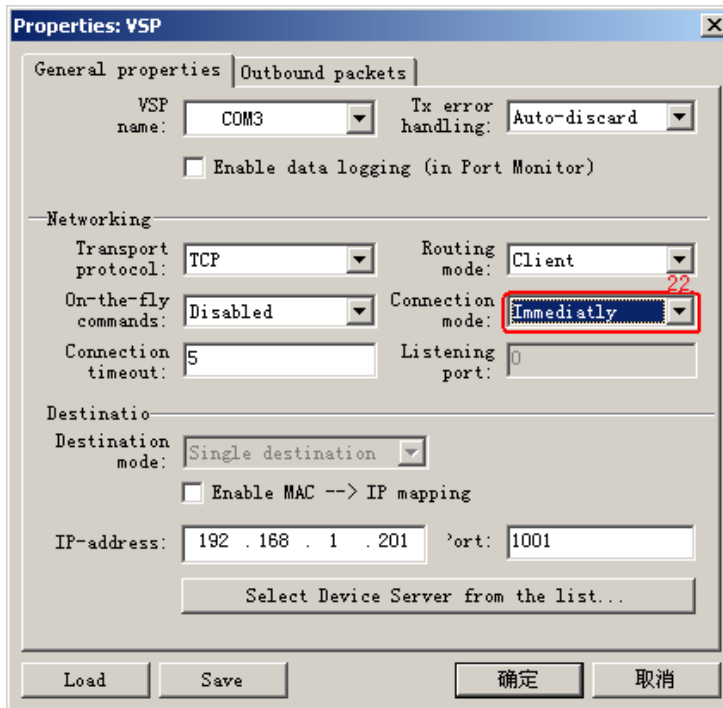 Properties: VSP
General properties
Outbound packets
VSP name:
COM3
Tx error handling:
Auto-discard
Enable data logging (in Port Monitor)
Networking
Transport protocol:
TCP
Routing mode:
Client
22
On-the-fly commands:
Disabled
Connection mode:
Immediatly
Connection timeout:
5
Listening port:
0
Destinatio
Destination mode:
Single destination
Enable MAC --> IP mapping
IP-address:
192 . 168 . 1 . 201
ort:
1001
Select Device Server from the list...
Load
Save
确定
取消